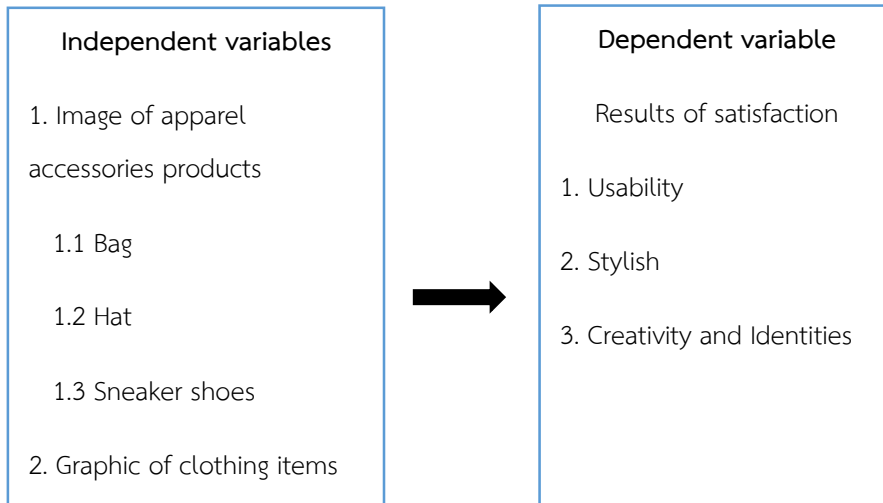 Independent variables
1. Image of apparel
accessories products
1.1 Bag
1.2 Hat
1.3 Sneaker shoes
2. Graphic of clothing items
Dependent variable
Results of satisfaction
1. Usability
2. Stylish
3. Creativity and Identities